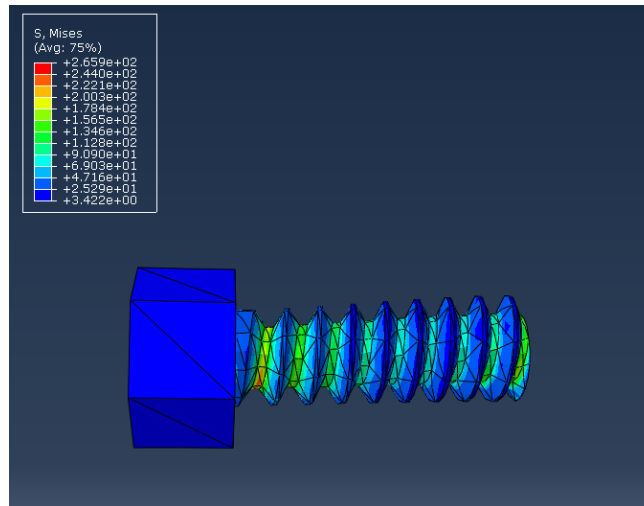 S, Mises
(Avg: 75%)
+2.659e+02
+2.440e+02
+2.221e+02
+2.003e+02
+1.784e+02
+1.565e+02
+1.346e+02
+1.128e+02
+9.090e+01
+6.903e+01
+4.716e+01
+2.529e+01
+3.422e+00